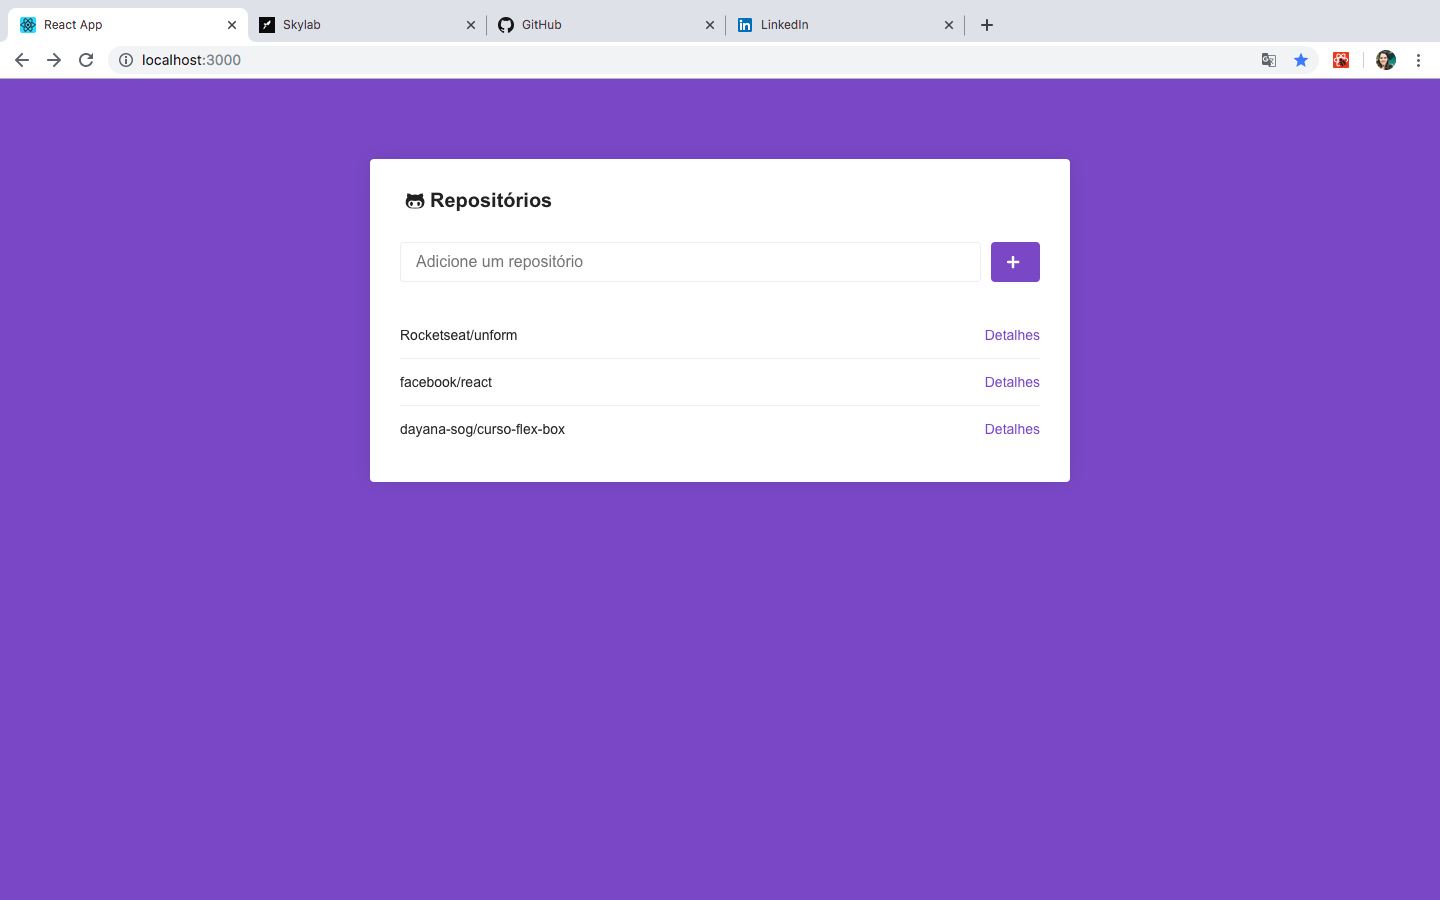 React App
Skylab
GitHub
LinkedIn
localhost:3000
Repositórios
Adicione um repositório
Rocketseat/unform Detalhes
facebook/react Detalhes
dayana-sog/curso-flex-box Detalhes